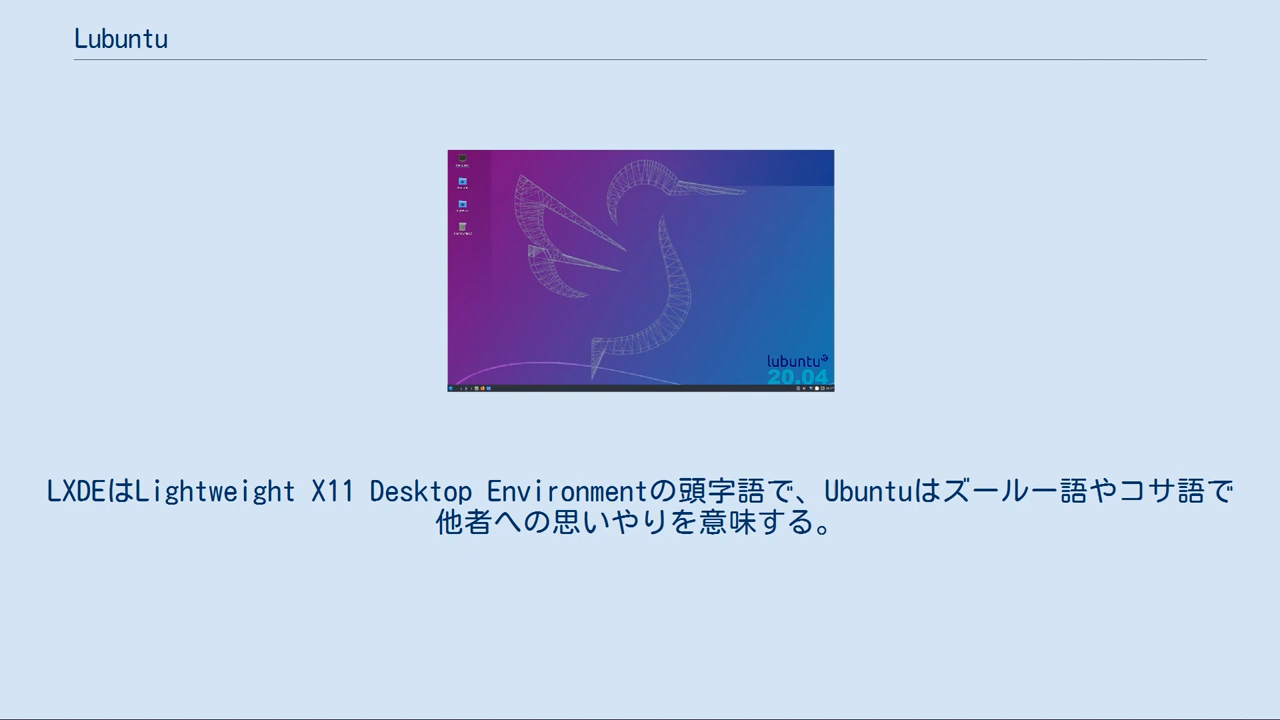 Lubuntu
lubuntu
20.04
LXDEはLightweight X11 Desktop Environmentの頭字語で、Ubuntuはズールー語やコサ語で
他者への思いやりを意味する。